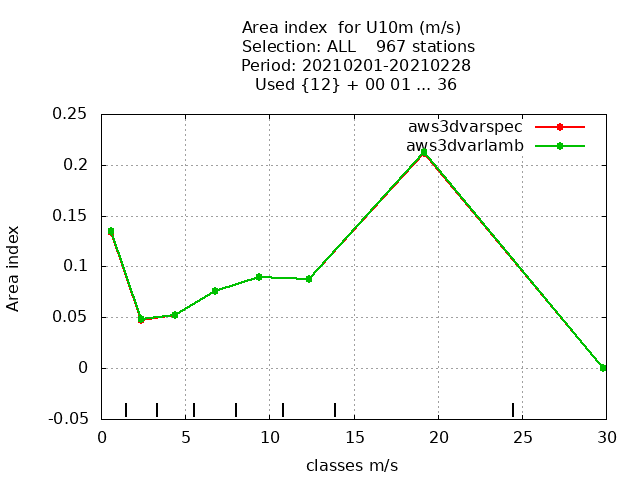 Area index  for U10m (m/s)
Selection: ALL    967 stations
Period: 20210201-20210228
Used {12} + 00 01 ... 36
0.25
0.2
0.15
0.1
0.05
0
-0.05
Area index
aws3dvarspec
aws3dvarlamb
0 5 10 15 20 25 30
classes m/s